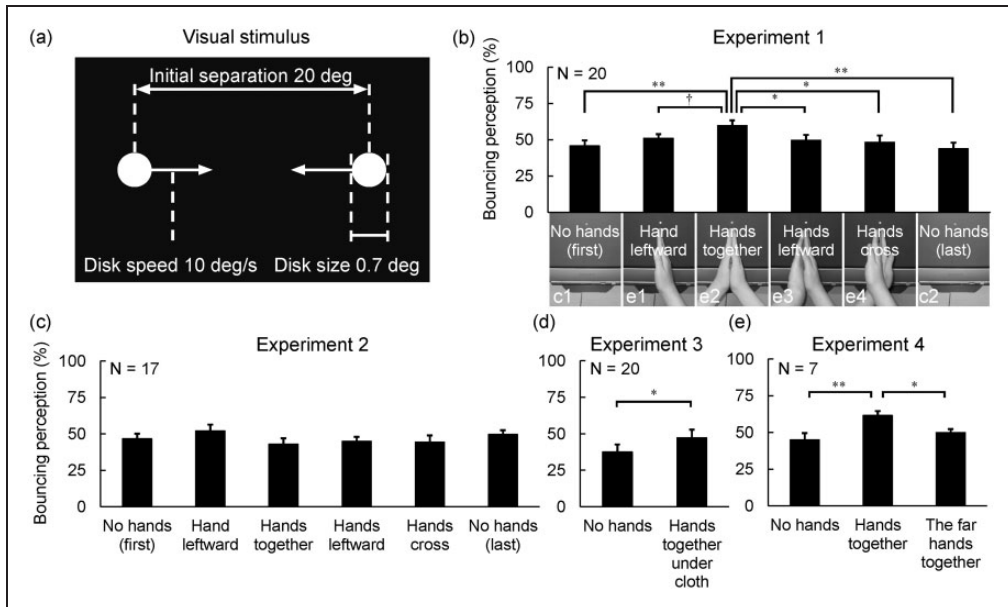 (a)
Visual stimulus
Initial separation 20 deg
Disk speed 10 deg/s
Disk size 0.7 deg
(b)
Experiment 1
Bouncing perception (%)
100
75
50
25
0
N = 20
**
†
*
*
**
No hands
(first)
c1
Hand
leftward
e1
Hands
together
e2
Hands
leftward
e3
Hands
cross
e4
No hands
(last)
c2
(c)
Experiment 2
Bouncing perception (%)
100
75
50
25
0
N = 17
No hands
(first)
Hand
leftward
Hands
together
Hands
leftward
Hands
cross
No hands
(last)
(d)
Experiment 3
100
75
50
25
0
N = 20
*
No hands
Hands
together
under
cloth
(e)
Experiment 4
100
75
50
25
0
N = 7
**
*
No hands
Hands
together
The far
hands
together